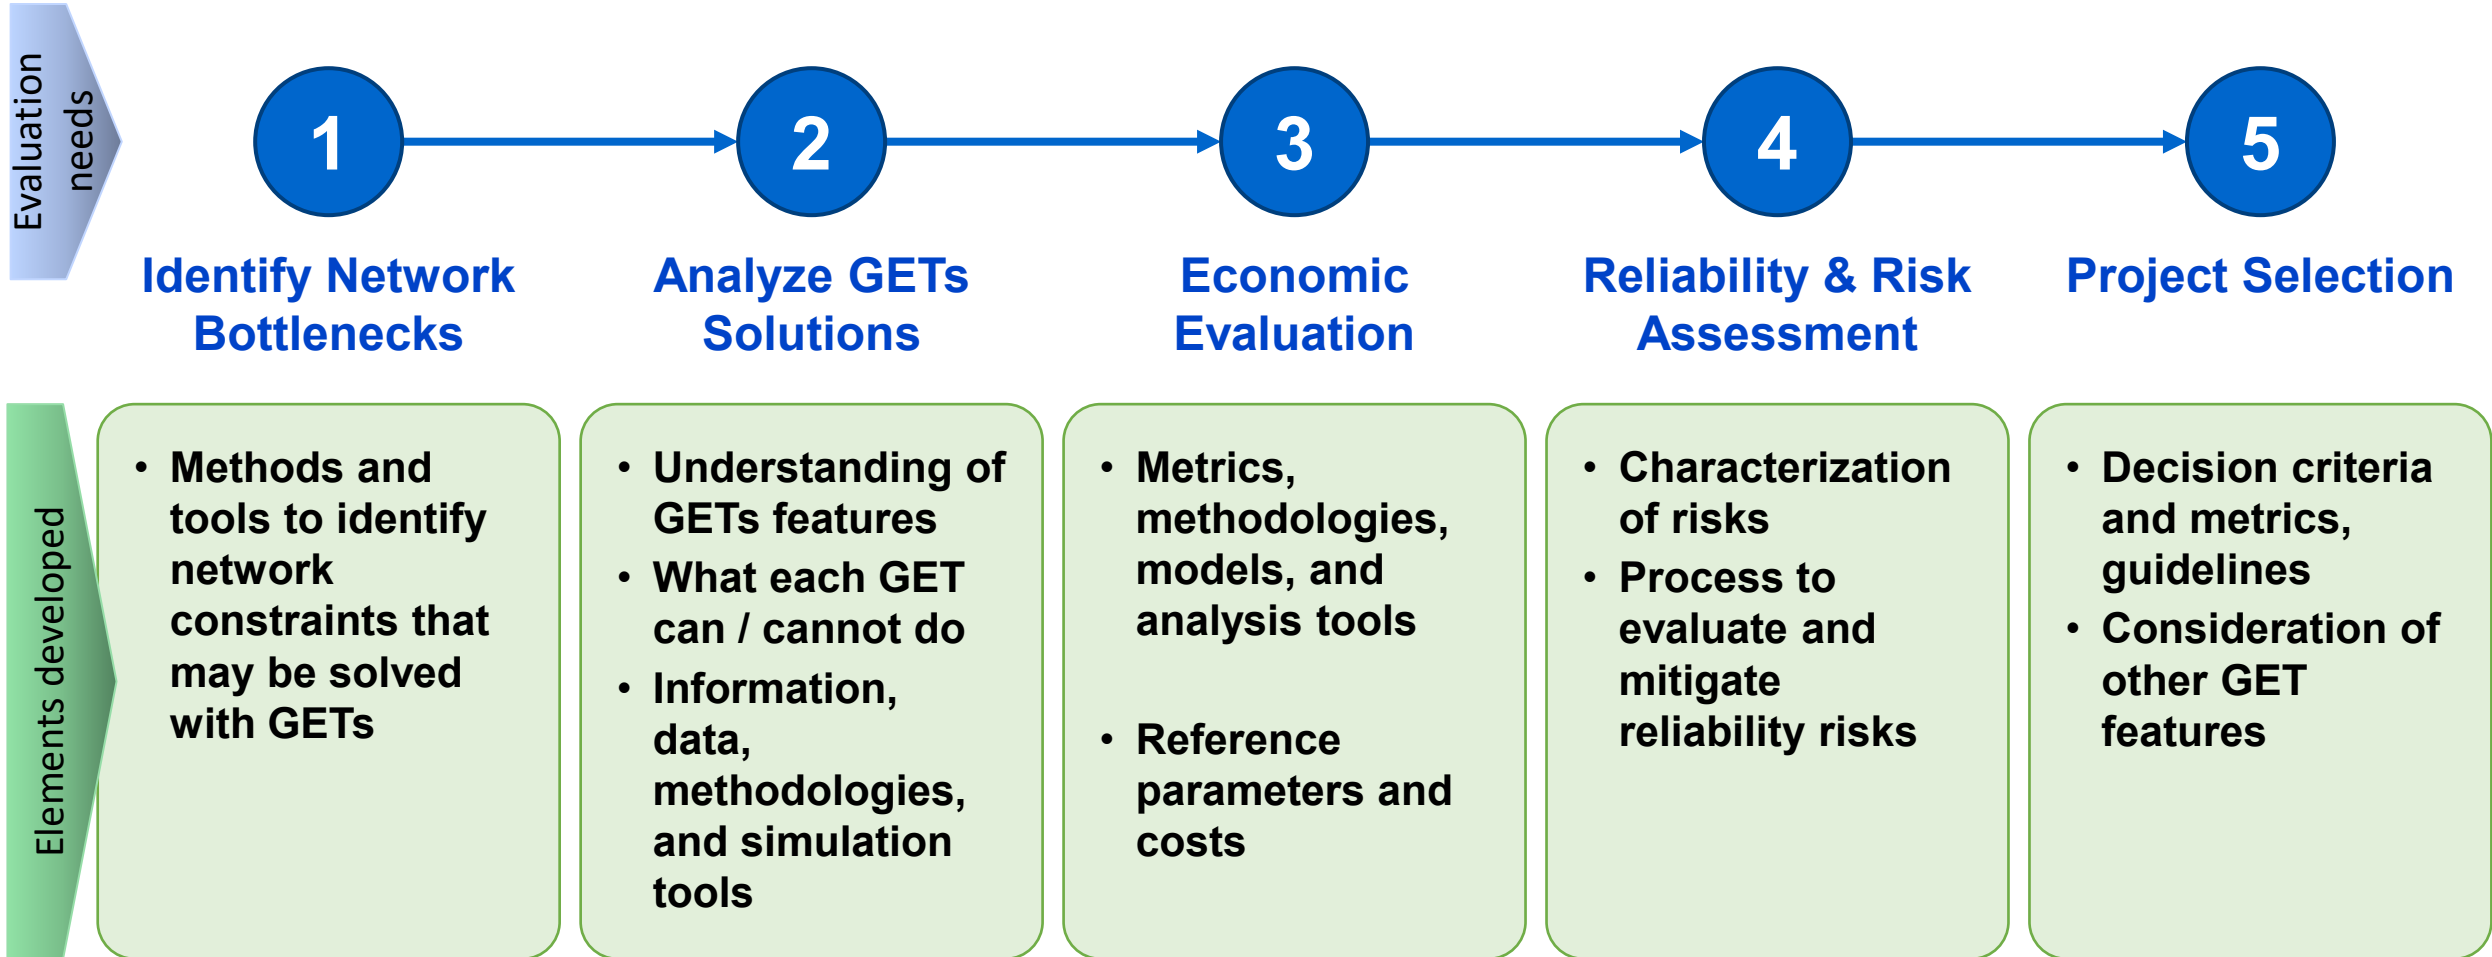 Evaluation
needs
1
2
3
4
5
Identify Network
Bottlenecks
Analyze GETs
Solutions
Economic
Evaluation
Reliability & Risk
Assessment
Project Selection
Elements developed
• Methods and
tools to identify
network
constraints that
may be solved
with GETs
• Understanding of
GETs features
• What each GET
can / cannot do
• Information,
data,
methodologies,
and simulation
tools
• Metrics,
methodologies,
models, and
analysis tools
• Reference
parameters and
costs
• Characterization
of risks
• Process to
evaluate and
mitigate
reliability risks
• Decision criteria
and metrics,
guidelines
• Consideration of
other GET
features